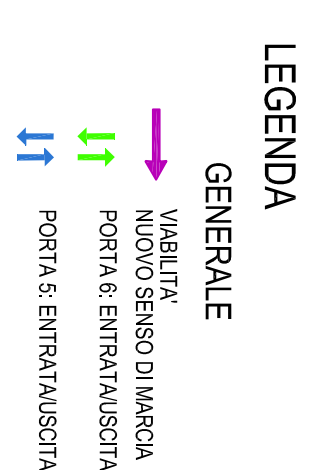 LEGENDA
GENERALE
VIABILITA'
NUOVO SENSO DI MARCIA
PORTA 6: ENTRATA/USCITA
PORTA 5: ENTRATA/USCITA